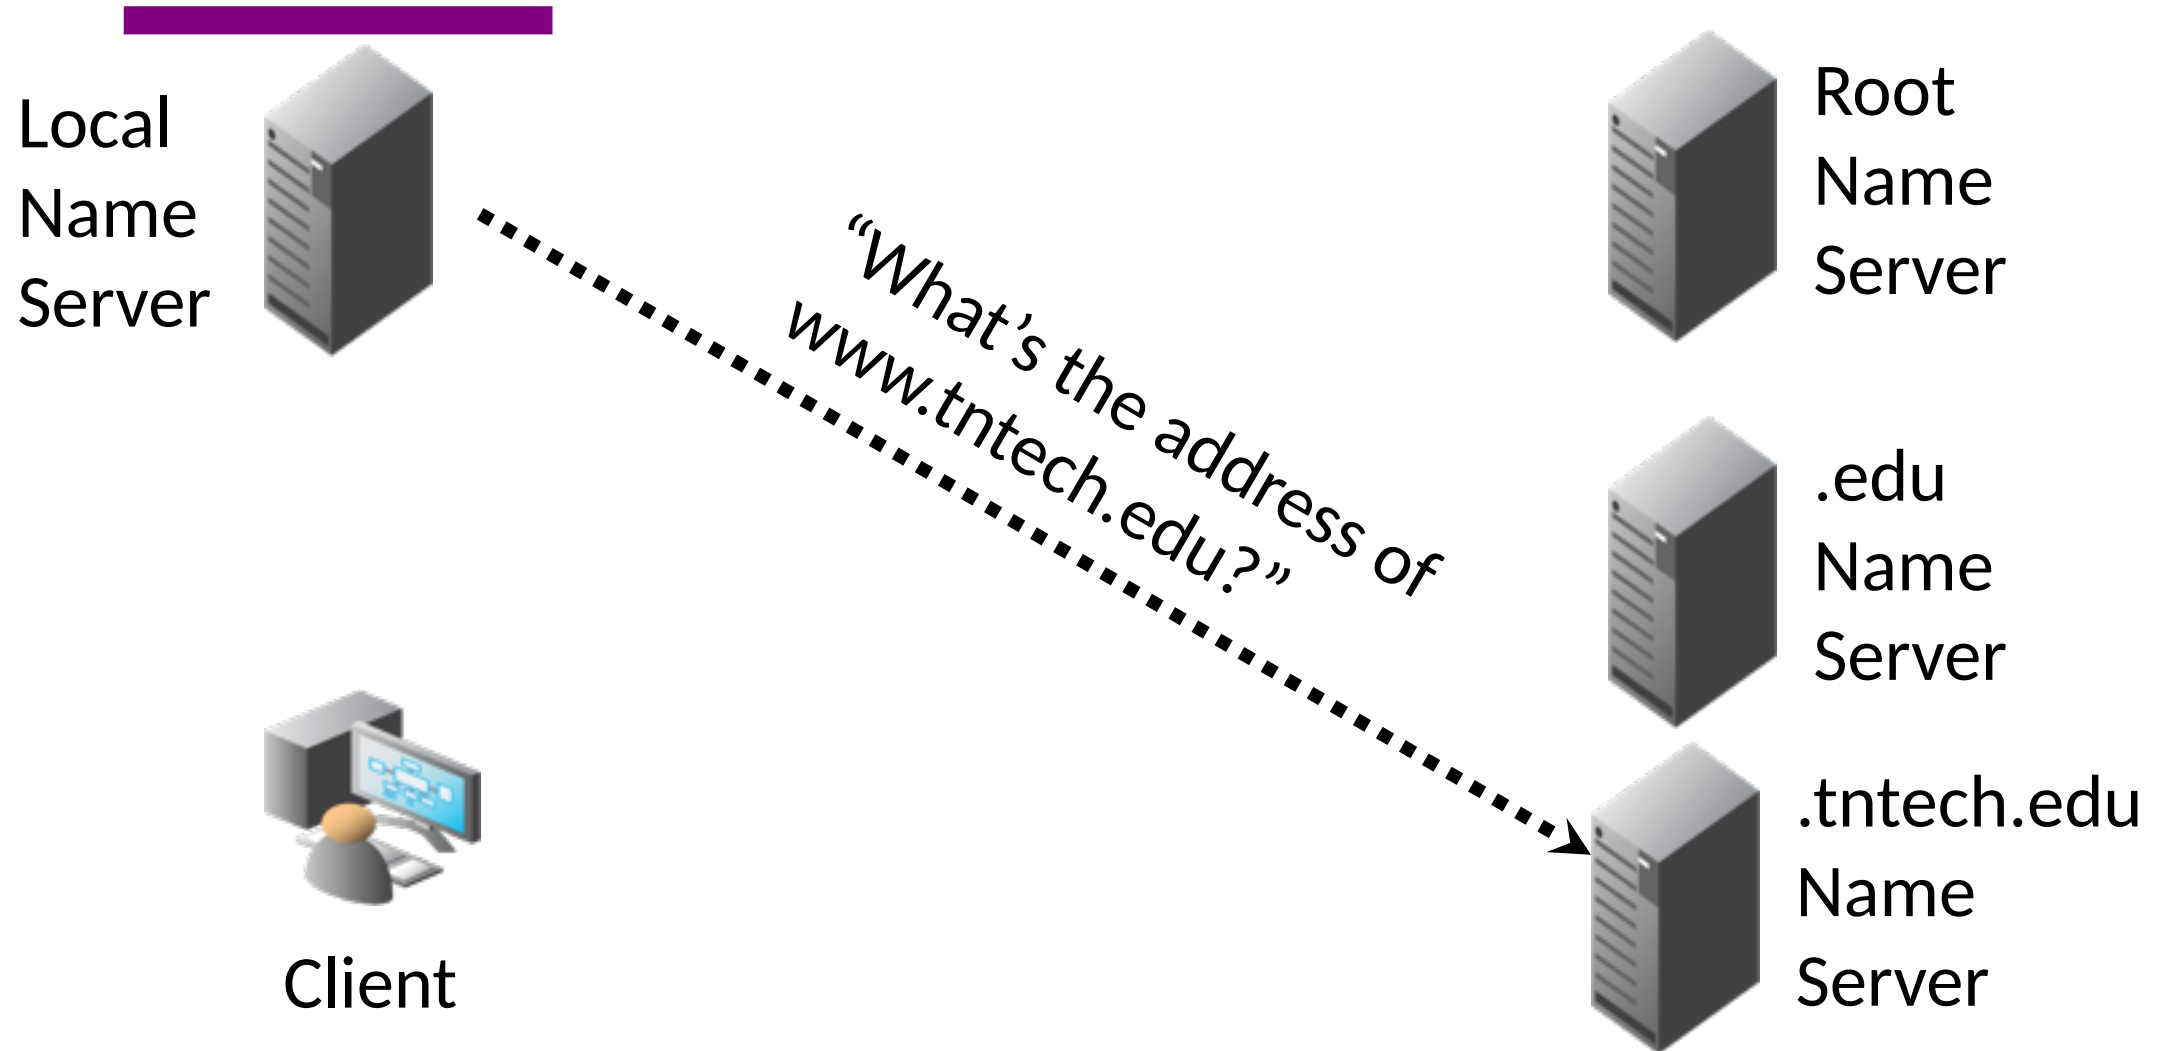 Local
Name
Server
Root
Name
Server
“What’s the address of
www.tntech.edu?”
.edu
Name
Server
.tntech.edu
Name
Server
Client